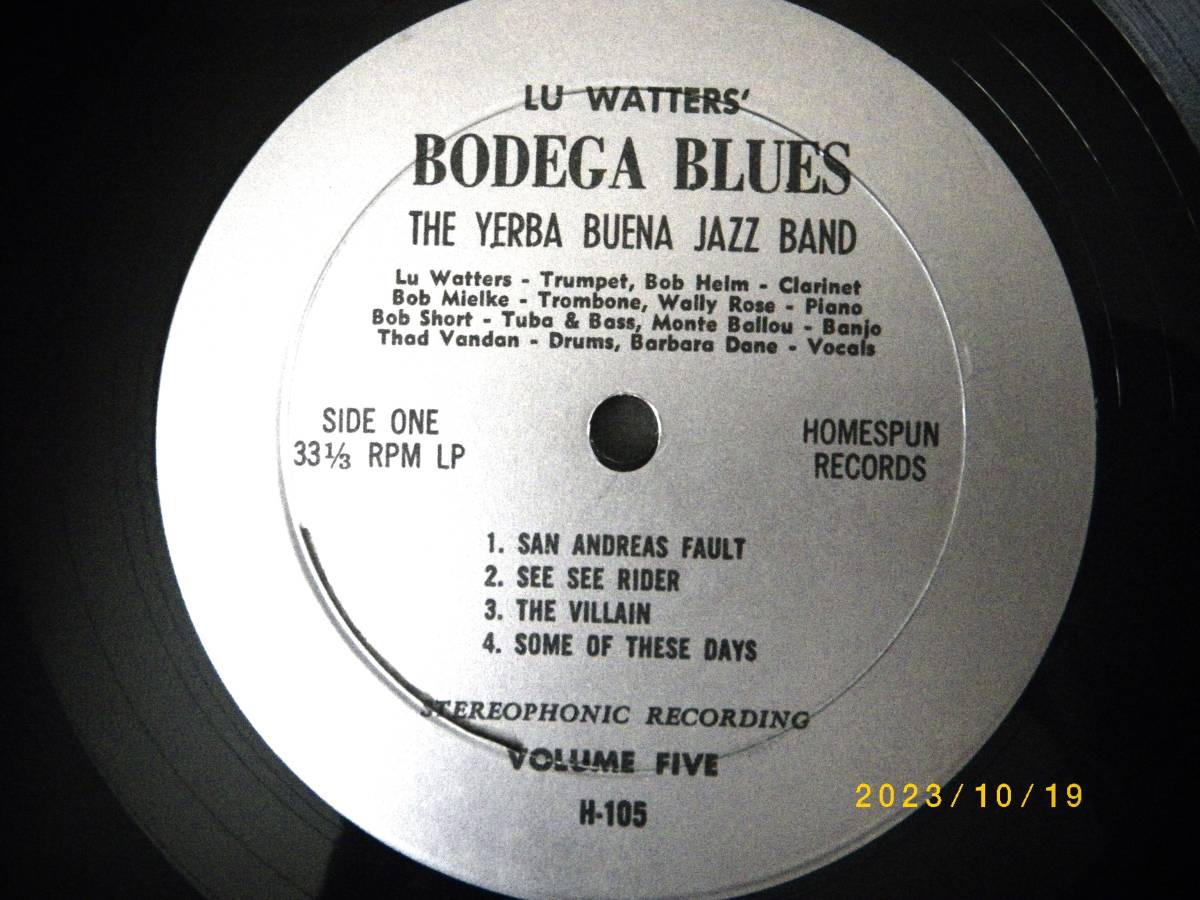 LU WATTERS'
BODEGA BLUES
THE YERBA BUENA JAZZ BAND
Lu Watters - Trumpet, Bob Helm - Clarinet
Bob Mielke - Trombone, Wally Rose - Piano
Bob Short - Tuba & Bass, Monte Ballou - Banjo
Thad Vandan - Drums, Barbara Dane - Vocals
SIDE ONE
33⅓ RPM LP
HOMESPUN
RECORDS
1. SAN ANDREAS FAULT
2. SEE SEE RIDER
3. THE VILLAIN
4. SOME OF THESE DAYS
STEREOPHONIC RECORDING
VOLUME FIVE
H-105
2023/10/19